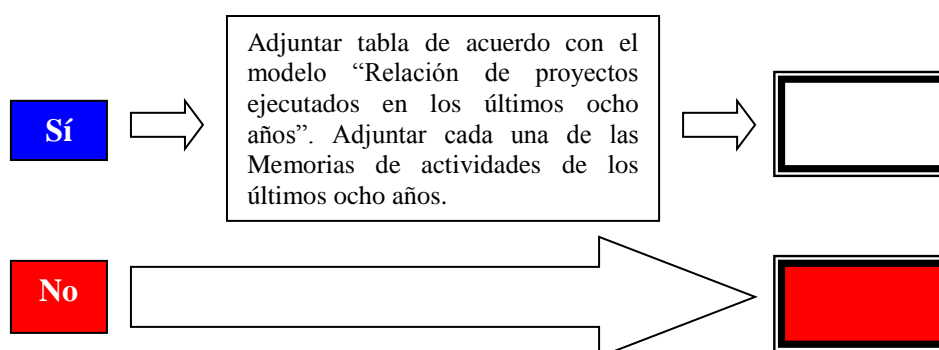 Adjuntar tabla de acuerdo con el
modelo “Relación de proyectos
ejecutados en los últimos ocho
años”. Adjuntar cada una de las
Memorias de actividades de los
últimos ocho años.
Sí
No